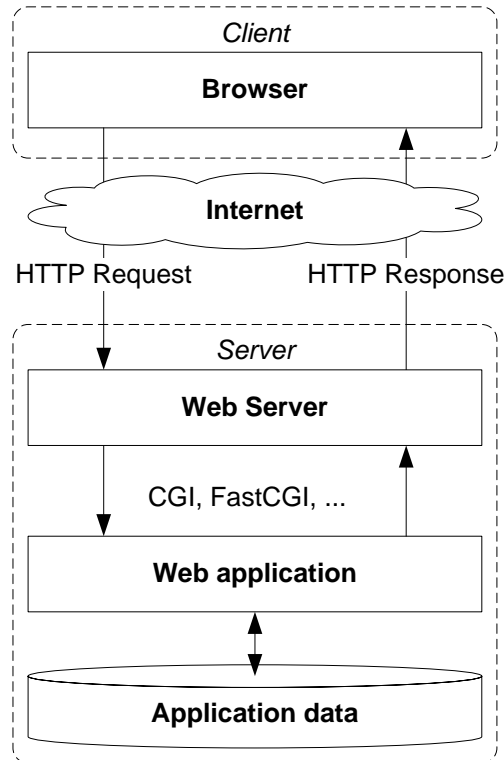 Client
Browser
Internet
HTTP Request
HTTP Response
Server
Web Server
CGI, FastCGI, ...
Web application
Application data